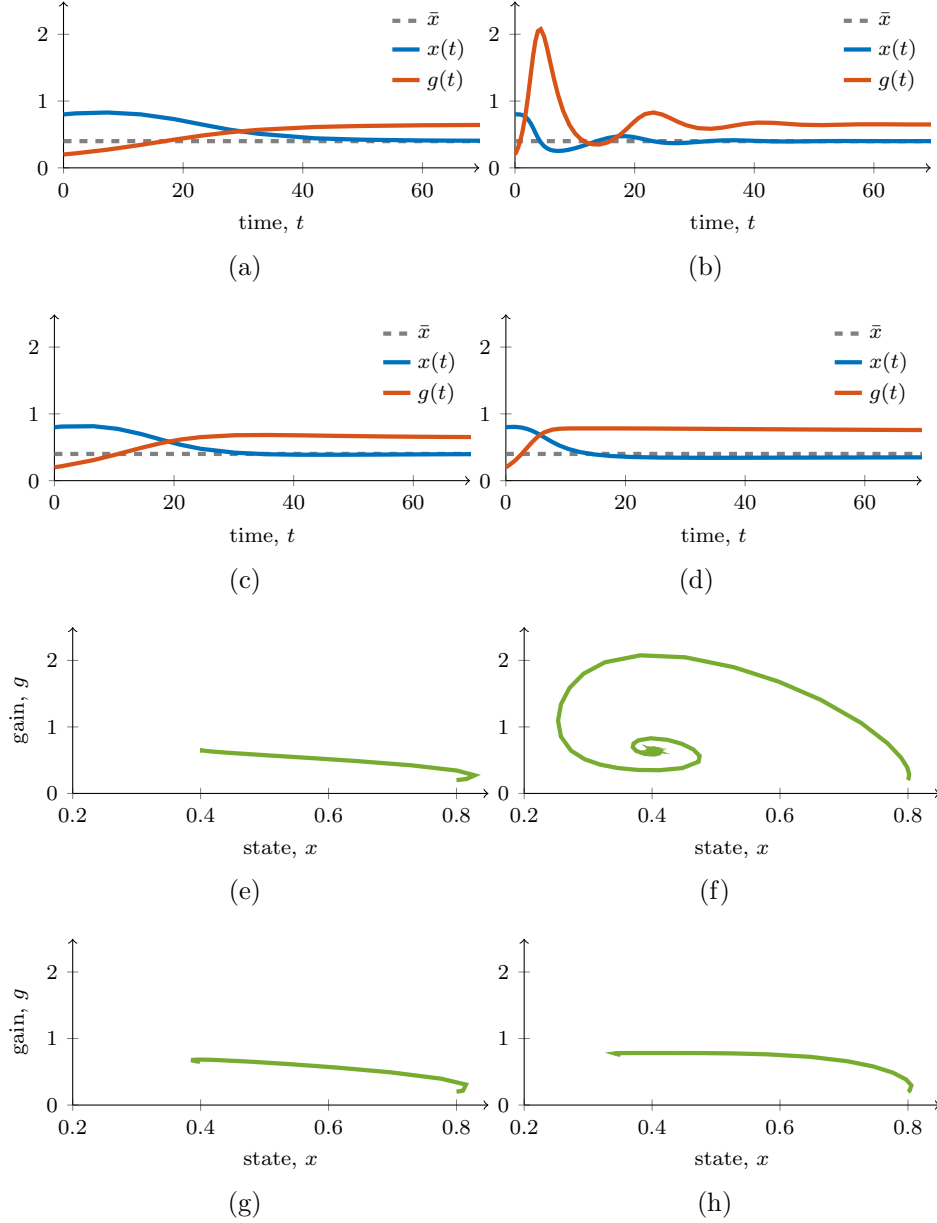 2
1
0
0
20
40
60
time, t
x̄
x(t)
g(t)
(a)
2
1
0
0
20
40
60
time, t
x̄
x(t)
g(t)
(b)
2
1
0
0
20
40
60
time, t
x̄
x(t)
g(t)
(c)
2
1
0
0
20
40
60
time, t
x̄
x(t)
g(t)
(d)
gain, g
2
1
0
0.2
0.4
0.6
0.8
state, x
(e)
2
1
0
0.2
0.4
0.6
0.8
state, x
(f)
gain, g
2
1
0
0.2
0.4
0.6
0.8
state, x
(g)
2
1
0
0.2
0.4
0.6
0.8
state, x
(h)